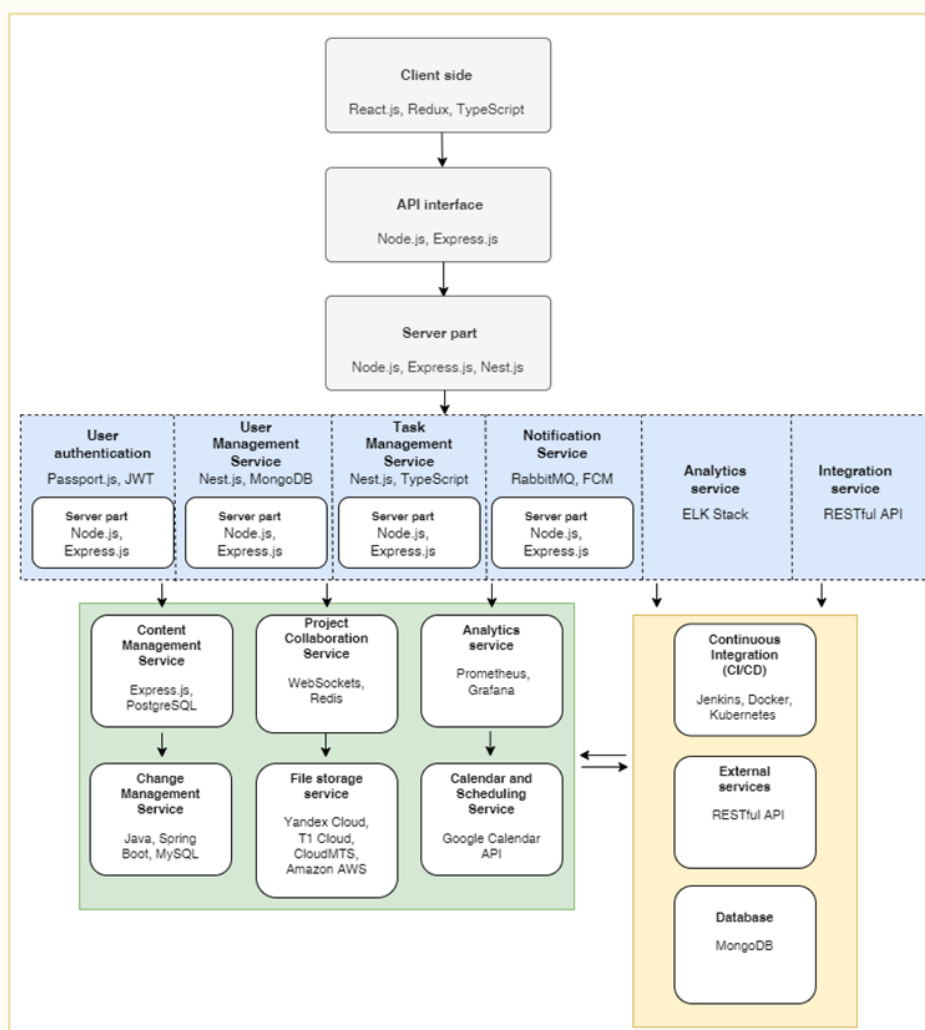 Client side
React.js, Redux, TypeScript
API interface
Node.js, Express.js
Server part
Node.js, Express.js, Nest.js
User
authentication
Passport.js, JWT
Server part
Node.js,
Express.js
User
Management
Service
Nest.js, MongoDB
Server part
Node.js,
Express.js
Task
Management
Service
Nest.js, TypeScript
Server part
Node.js,
Express.js
Notification
Service
RabbitMQ, FCM
Server part
Node.js,
Express.js
Analytics
service
ELK Stack
Integration
service
RESTful API
Content
Management
Service
Express.js,
PostgreSQL
Project
Collaboration
Service
WebSockets,
Redis
Analytics
service
Prometheus,
Grafana
Change
Management
Service
Java, Spring
Boot, MySQL
File storage
service
Yandex Cloud,
T1 Cloud,
CloudMTS,
Amazon AWS
Calendar and
Scheduling
Service
Google Calendar
API
Continuous
Integration
(CI/CD)
Jenkins, Docker,
Kubernetes
External
services
RESTful API
Database
MongoDB